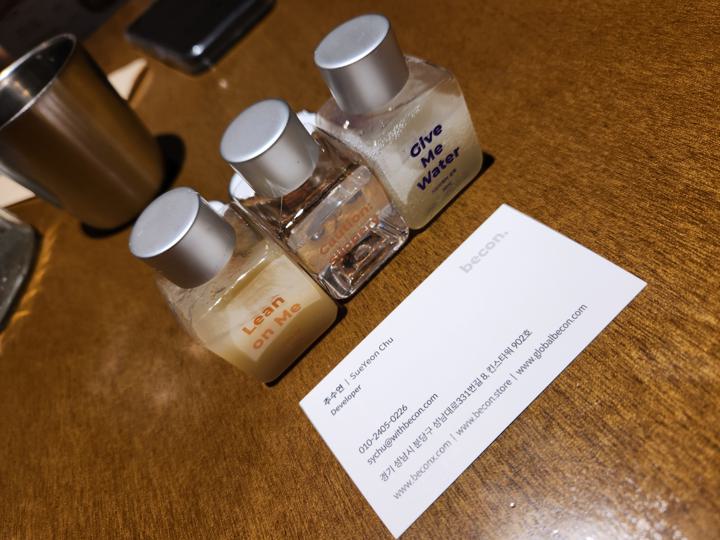 Give
Me
Water
Caution:
Lean
on Me
becon.
추수연 | SueYeon Chu
Developer
010-2405-0226
sychu@withbecon.com
경기 성남시 분당구 성남대로331번길 8, 킨스타워 902호
www.beconx.com | www.becon.store | www.globalbecon.com